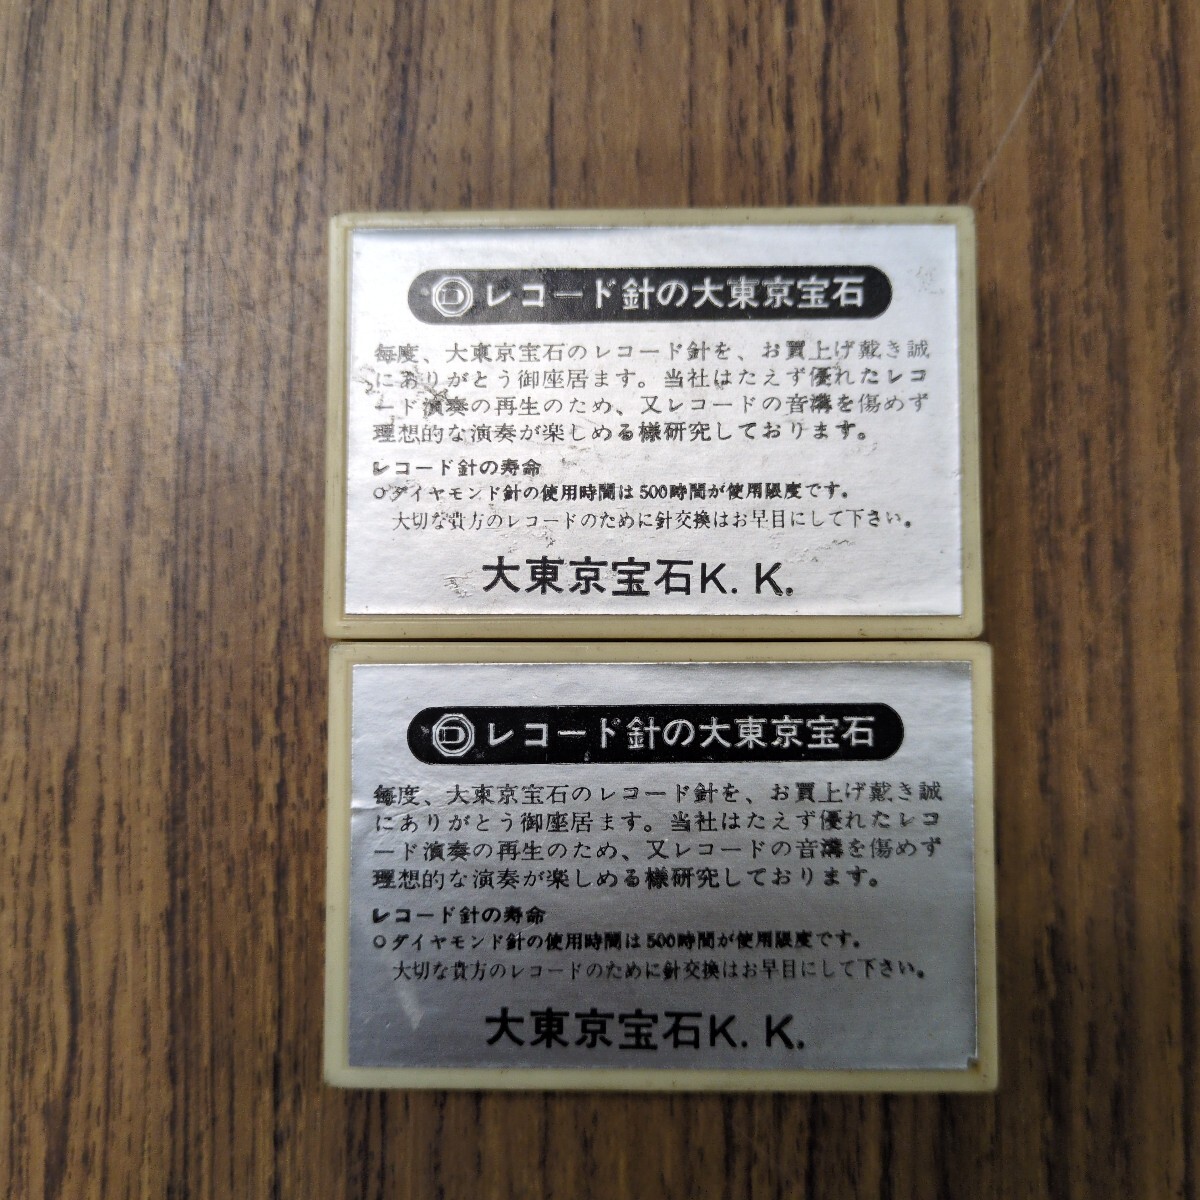 レコード針の大東京宝石
毎度、大東京宝石のレコード針を、お買上げ戴き誠
にありがとう御座居ます。当社はたえず優れたレコ
ード演奏の再生のため、又レコードの音溝を傷めず
理想的な演奏が楽しめる様研究しております。
レコード針の寿命
○ダイヤモンド針の使用時間は500時間が使用限度です。
大切な貴方のレコードのために針交換はお早目にして下さい。
大東京宝石K. K.
レコード針の大東京宝石
毎度、大東京宝石のレコード針を、お買上げ戴き誠
にありがとう御座居ます。当社はたえず優れたレコ
ード演奏の再生のため、又レコードの音溝を傷めず
理想的な演奏が楽しめる様研究しております。
レコード針の寿命
○ダイヤモンド針の使用時間は500時間が使用限度です。
大切な貴方のレコードのために針交換はお早目にして下さい。
大東京宝石K. K.